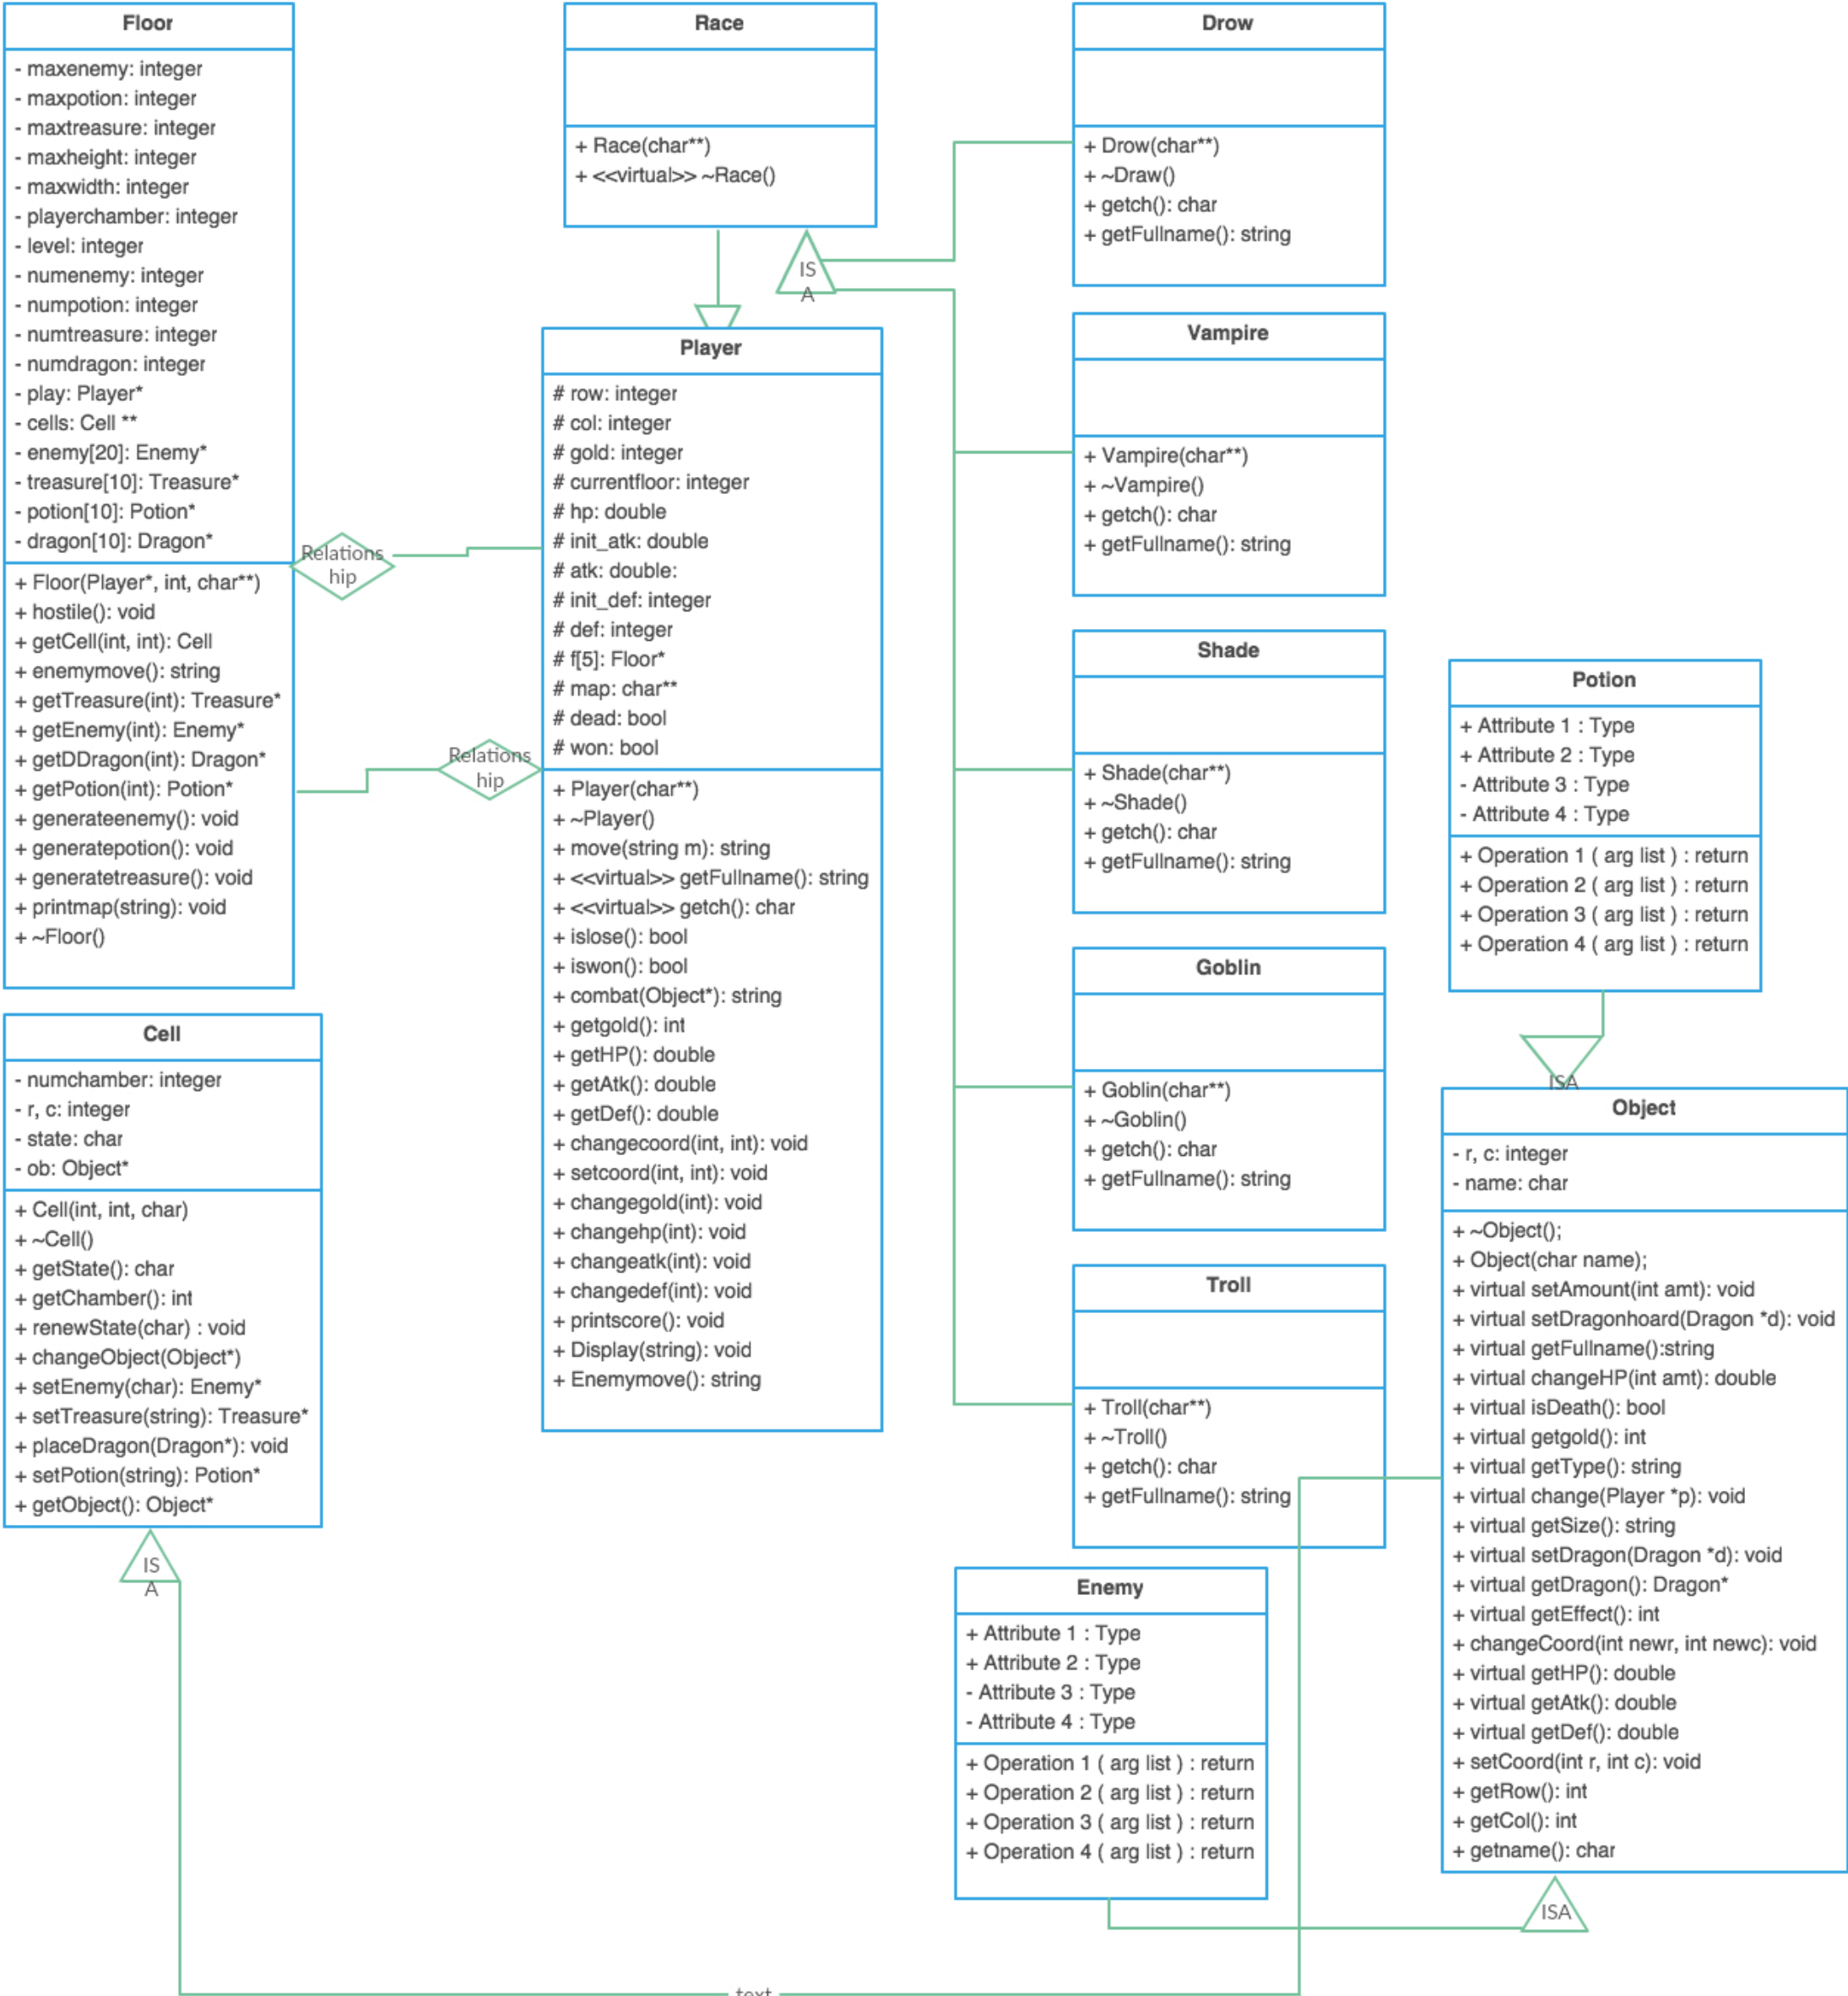 Floor
- maxenemy: integer
- maxpotion: integer
- maxtreasure: integer
- maxheight: integer
- maxwidth: integer
- playerchamber: integer
- level: integer
- numenemy: integer
- numpotion: integer
- numtreasure: integer
- numdragon: integer
- play: Player*
- cells: Cell **
- enemy[20]: Enemy*
- treasure[10]: Treasure*
- potion[10]: Potion*
- dragon[10]: Dragon*
+ Floor(Player*, int, char**)
+ hostile(): void
+ getCell(int, int): Cell
+ enemymove(): string
+ getTreasure(int): Treasure*
+ getEnemy(int): Enemy*
+ getDDragon(int): Dragon*
+ getPotion(int): Potion*
+ generateenemy(): void
+ generatepotion(): void
+ generatetreasure(): void
+ printmap(string): void
+ ~Floor()
Cell
- numchamber: integer
- r, c: integer
- state: char
- ob: Object*
+ Cell(int, int, char)
+ ~Cell()
+ getState(): char
+ getChamber(): int
+ renewState(char) : void
+ changeObject(Object*)
+ setEnemy(char): Enemy*
+ setTreasure(string): Treasure*
+ placeDragon(Dragon*): void
+ setPotion(string): Potion*
+ getObject(): Object*
IS
A
Relations
hip
Relations
hip
Race
+ Race(char**)
+ <<virtual>> ~Race()
IS
A
Player
# row: integer
# col: integer
# gold: integer
# currentfloor: integer
# hp: double
# init_atk: double
# atk: double:
# init_def: integer
# def: integer
# f[5]: Floor*
# map: char**
# dead: bool
# won: bool
+ Player(char**)
+ ~Player()
+ move(string m): string
+ <<virtual>> getFullname(): string
+ <<virtual>> getch(): char
+ islose(): bool
+ iswon(): bool
+ combat(Object*): string
+ getgold(): int
+ getHP(): double
+ getAtk(): double
+ getDef(): double
+ changecoord(int, int): void
+ setcoord(int, int): void
+ changegold(int): void
+ changehp(int): void
+ changeatk(int): void
+ changedef(int): void
+ printscore(): void
+ Display(string): void
+ Enemymove(): string
Drow
+ Drow(char**)
+ ~Draw()
+ getch(): char
+ getFullname(): string
Vampire
+ Vampire(char**)
+ ~Vampire()
+ getch(): char
+ getFullname(): string
Shade
+ Shade(char**)
+ ~Shade()
+ getch(): char
+ getFullname(): string
Goblin
+ Goblin(char**)
+ ~Goblin()
+ getch(): char
+ getFullname(): string
Troll
+ Troll(char**)
+ ~Troll()
+ getch(): char
+ getFullname(): string
Enemy
+ Attribute 1 : Type
+ Attribute 2 : Type
- Attribute 3 : Type
- Attribute 4 : Type
+ Operation 1 ( arg list ) : return
+ Operation 2 ( arg list ) : return
+ Operation 3 ( arg list ) : return
+ Operation 4 ( arg list ) : return
Potion
+ Attribute 1 : Type
+ Attribute 2 : Type
- Attribute 3 : Type
- Attribute 4 : Type
+ Operation 1 ( arg list ) : return
+ Operation 2 ( arg list ) : return
+ Operation 3 ( arg list ) : return
+ Operation 4 ( arg list ) : return
ISA
Object
- r, c: integer
- name: char
+ ~Object();
+ Object(char name);
+ virtual setAmount(int amt): void
+ virtual setDragonhoard(Dragon *d): void
+ virtual getFullname():string
+ virtual changeHP(int amt): double
+ virtual isDeath(): bool
+ virtual getgold(): int
+ virtual getType(): string
+ virtual change(Player *p): void
+ virtual getSize(): string
+ virtual setDragon(Dragon *d): void
+ virtual getDragon(): Dragon*
+ virtual getEffect(): int
+ changeCoord(int newr, int newc): void
+ virtual getHP(): double
+ virtual getAtk(): double
+ virtual getDef(): double
+ setCoord(int r, int c): void
+ getRow(): int
+ getCol(): int
+ getname(): char
ISA
text